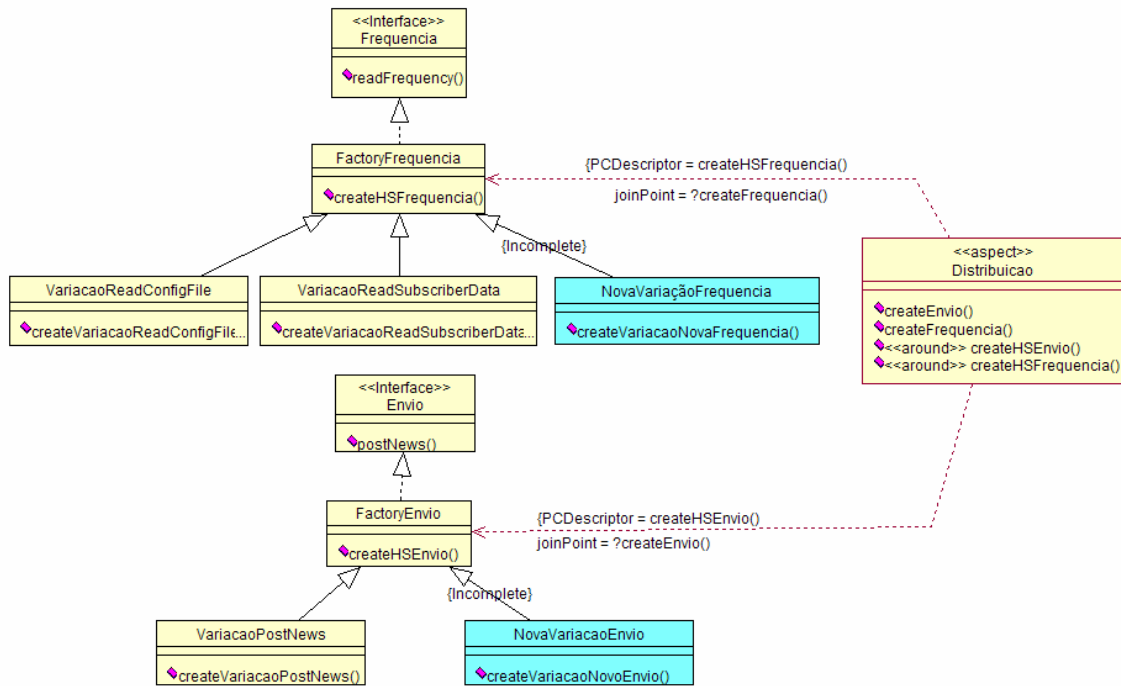 <<Interface>>
Frequencia
readFrequency()
FactoryFrequencia
createHSFrequencia()
{PCDescriptor = createHSFrequencia()
joinPoint = ?createFrequencia()
{Incomplete}
<<aspect>>
Distribuicao
createEnvio()
createFrequencia()
<<around>> createHSEnvio()
<<around>> createHSFrequencia()
VariacaoReadConfigFile
createVariacaoReadConfigFile...
VariacaoReadSubscriberData
createVariacaoReadSubscriberData...
NovaVariaçãoFrequencia
createVariacaoNovaFrequencia()
<<Interface>>
Envio
postNews()
FactoryEnvio
createHSEnvio()
{PCDescriptor = createHSEnvio()
joinPoint = ?createEnvio()
{Incomplete}
VariacaoPostNews
createVariacaoPostNews()
NovaVariacaoEnvio
createVariacaoNovoEnvio()